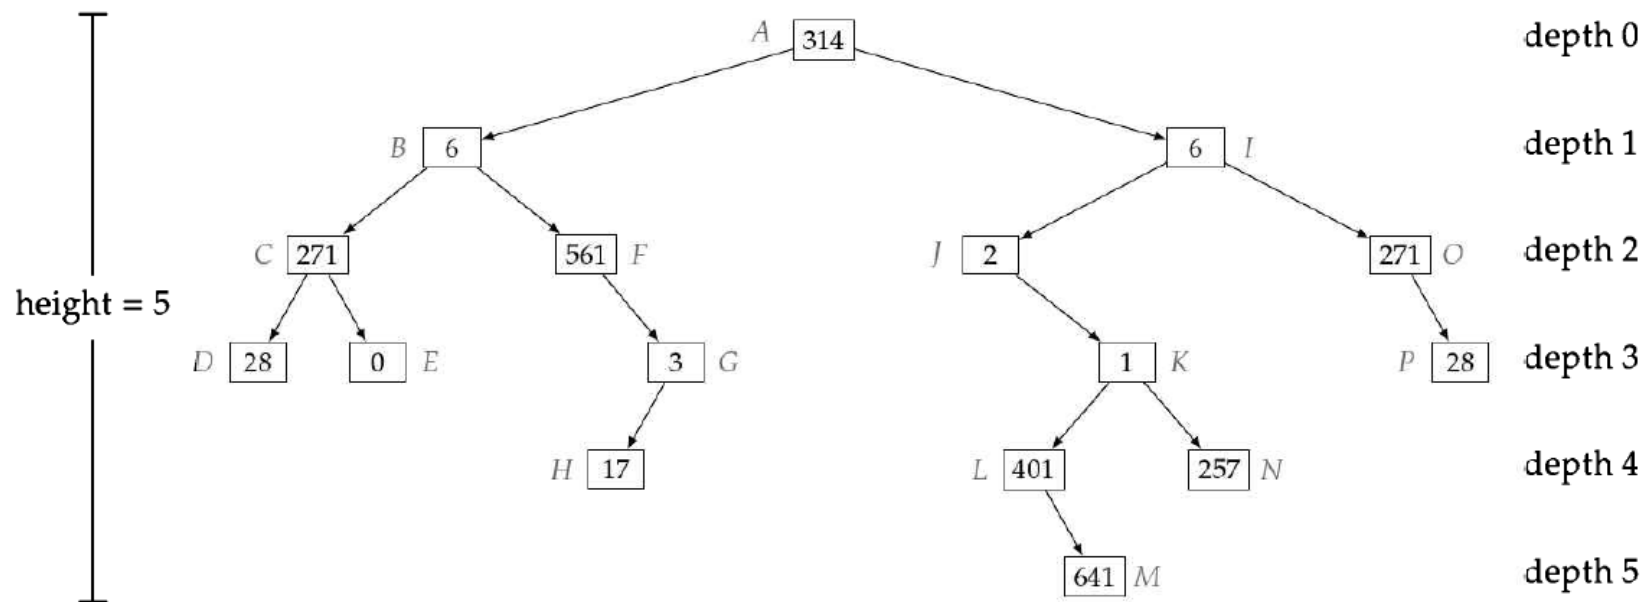 A 314 depth 0
B 6 6 I depth 1
C 271 561 F J 2 271 O depth 2
height = 5
D 28 0 E 3 G 1 K P 28 depth 3
H 17 L 401 257 N depth 4
641 M depth 5